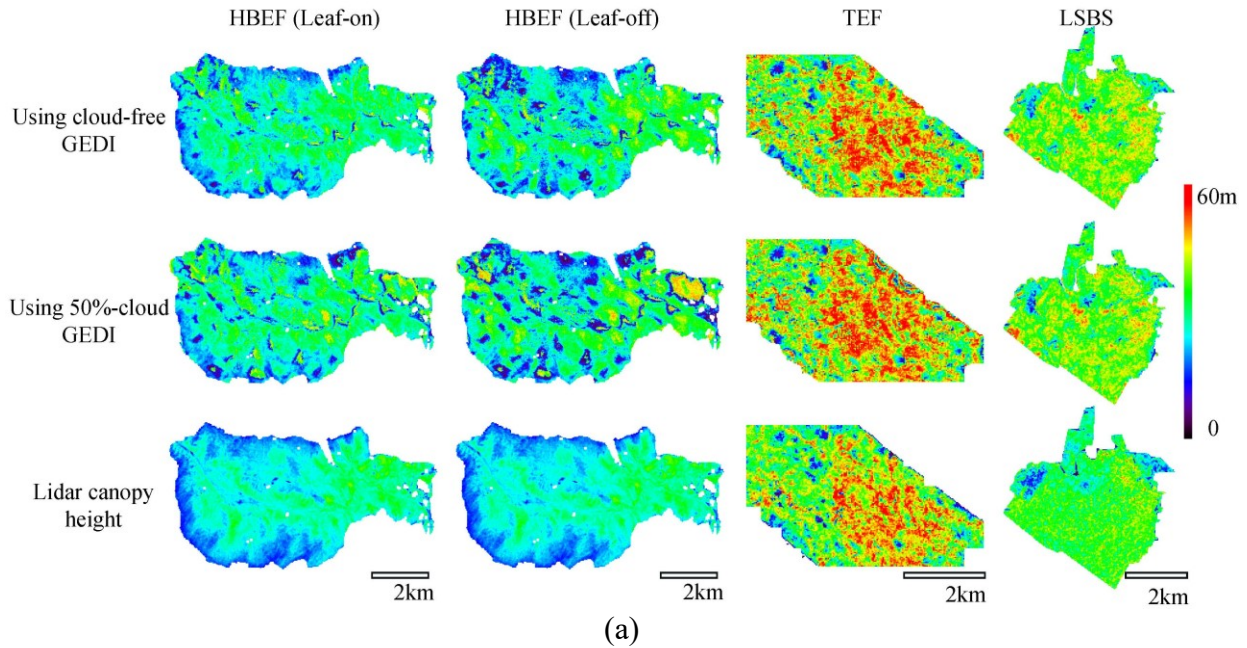 HBEF (Leaf-on) HBEF (Leaf-off) TEF LSBS
Using cloud-free
GEDI
60m
Using 50%-cloud
GEDI
0
Lidar canopy
height
2km 2km 2km 2km
(a)